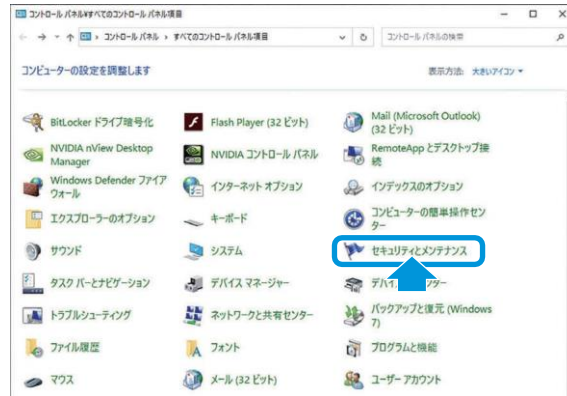 コントロール パネル¥すべてのコントロール パネル項目
コントロール パネル › すべてのコントロール パネル項目
コントロール パネルの検索
コンピューターの設定を調整します
表示方法: 大きいアイコン
BitLocker ドライブ暗号化
Flash Player (32 ビット)
Mail (Microsoft Outlook)
(32 ビット)
NVIDIA nView Desktop
Manager
NVIDIA コントロール パネル
RemoteApp とデスクトップ接
続
Windows Defender ファイア
ウォール
インターネット オプション
インデックスのオプション
エクスプローラーのオプション
キーボード
コンピューターの簡単操作セン
ター
サウンド
システム
セキュリティとメンテナンス
タスク バーとナビゲーション
デバイス マネージャー
トラブルシューティング
ネットワークと共有センター
バックアップと復元 (Windows
7)
ファイル履歴
フォント
プログラムと機能
マウス
メール (32 ビット)
ユーザー アカウント